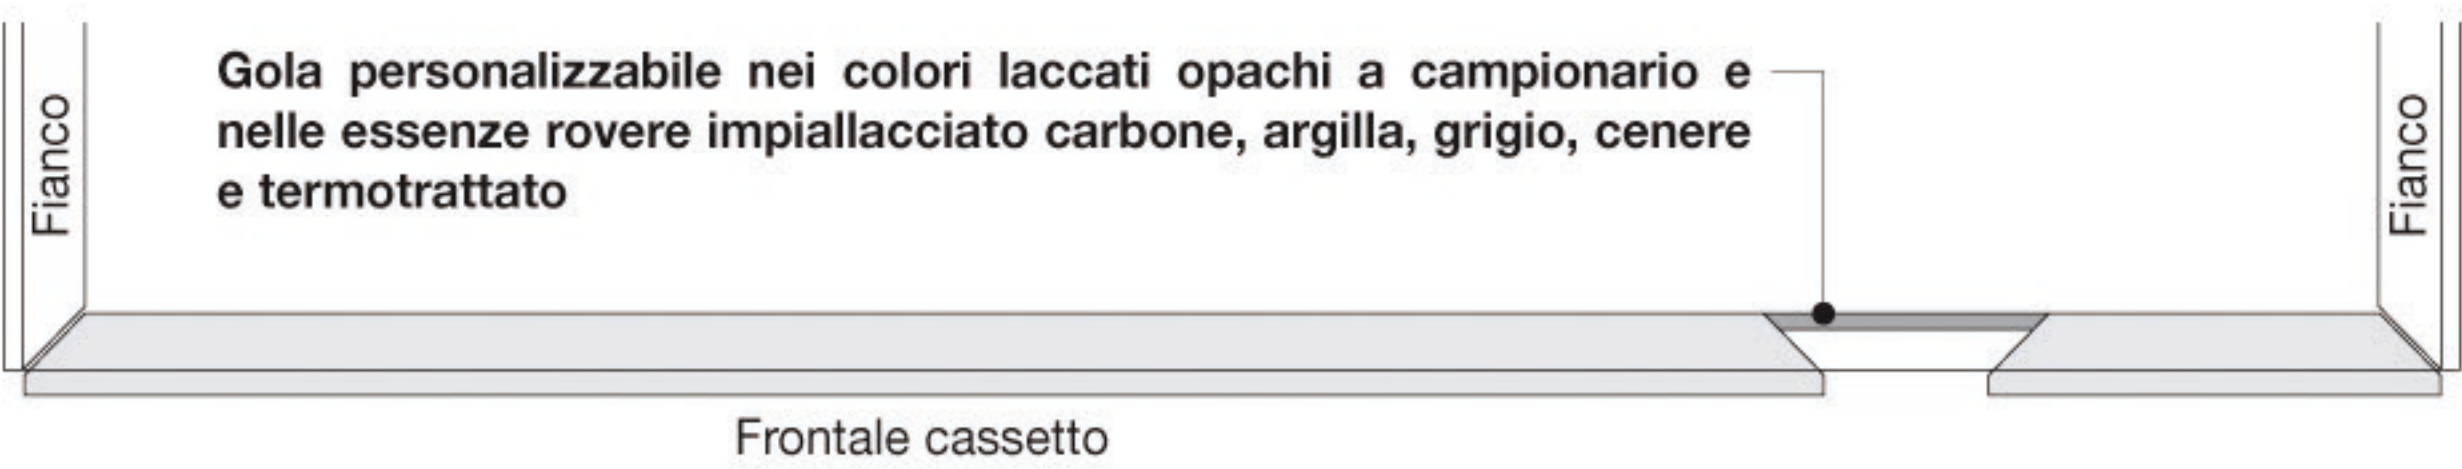 Gola personalizzabile nei colori laccati opachi a campionario e
nelle essenze rovere impiallacciato carbone, argilla, grigio, cenere
e termotrattato
Fianco
Fianco
Frontale cassetto